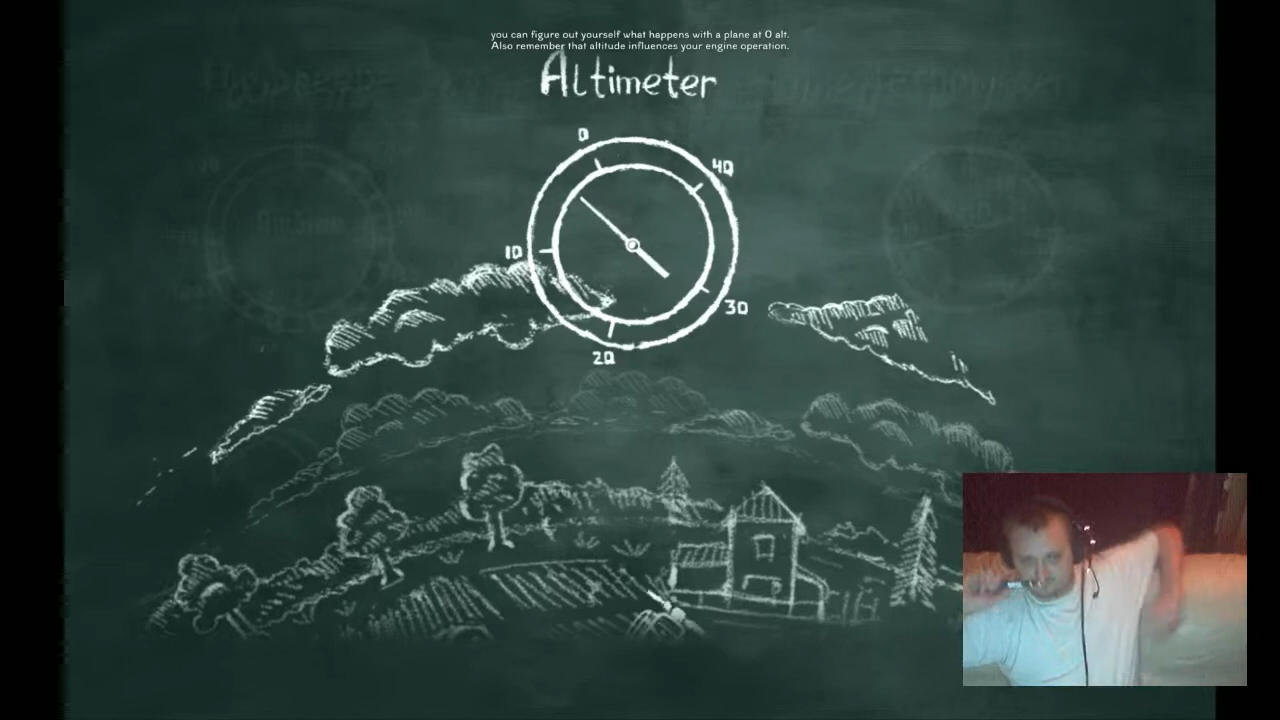 you can figure out yourself what happens with a plane at 0 alt.
Also remember that altitude influences your engine operation.
Altimeter
0
40
10
30
20